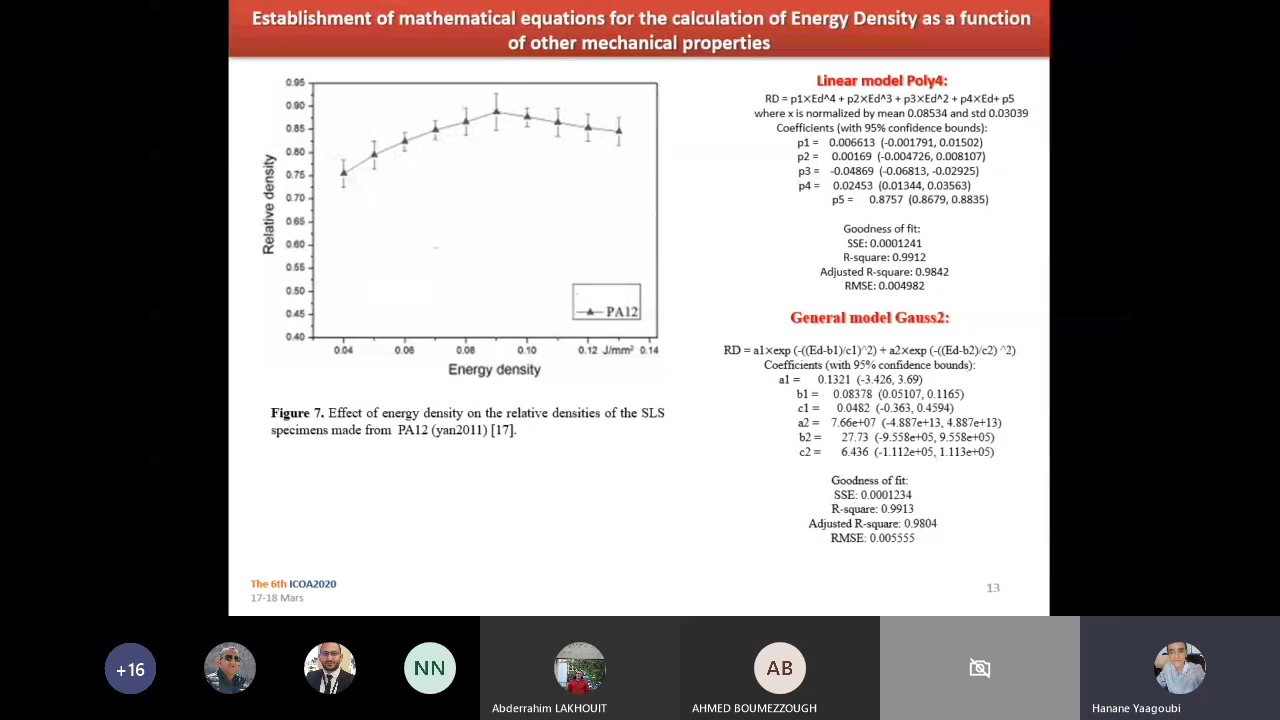 Establishment of mathematical equations for the calculation of Energy Density as a function
of other mechanical properties
0.95
0.90
0.85
0.80
0.75
0.70
0.65
0.60
0.55
0.50
0.45
0.40
Relative density
PA12
0.04 0.06 0.08 0.10 0.12 J/mm² 0.14
Energy density
Figure 7. Effect of energy density on the relative densities of the SLS
specimens made from PA12 (yan2011) [17].
Linear model Poly4:
RD = p1×Ed^4 + p2×Ed^3 + p3×Ed^2 + p4×Ed+ p5
where x is normalized by mean 0.08534 and std 0.03039
Coefficients (with 95% confidence bounds):
p1 = 0.006613 (-0.001791, 0.01502)
p2 = 0.00169 (-0.004726, 0.008107)
p3 = -0.04869 (-0.06813, -0.02925)
p4 = 0.02453 (0.01344, 0.03563)
p5 = 0.8757 (0.8679, 0.8835)
Goodness of fit:
SSE: 0.0001241
R-square: 0.9912
Adjusted R-square: 0.9842
RMSE: 0.004982
General model Gauss2:
RD = a1×exp (-((Ed-b1)/c1)^2) + a2×exp (-((Ed-b2)/c2) ^2)
Coefficients (with 95% confidence bounds):
a1 = 0.1321 (-3.426, 3.69)
b1 = 0.08378 (0.05107, 0.1165)
c1 = 0.0482 (-0.363, 0.4594)
a2 = 7.66e+07 (-4.887e+13, 4.887e+13)
b2 = 27.73 (-9.558e+05, 9.558e+05)
c2 = 6.436 (-1.112e+05, 1.113e+05)
Goodness of fit:
SSE: 0.0001234
R-square: 0.9913
Adjusted R-square: 0.9804
RMSE: 0.005555
The 6th ICOA2020
17-18 Mars
13
+16
NN
AB
Abderrahim LAKHOUIT
AHMED BOUMEZZOUGH
Hanane Yaagoubi